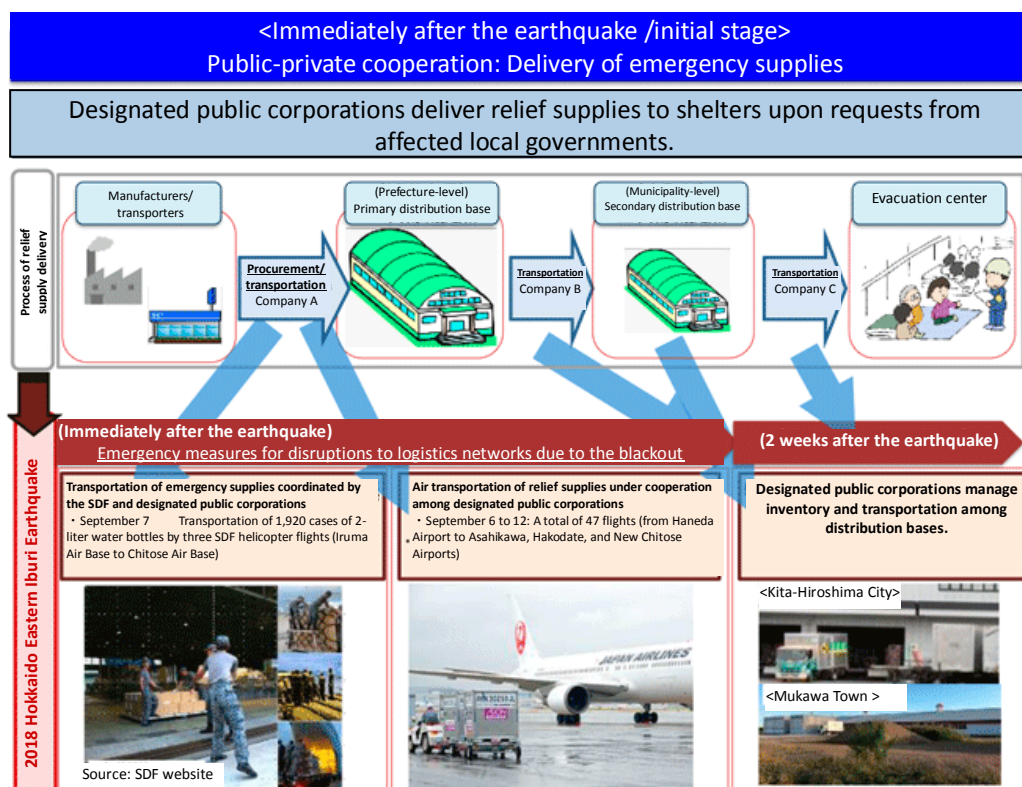 <Immediately after the earthquake /initial stage>
Public-private cooperation: Delivery of emergency supplies
Designated public corporations deliver relief supplies to shelters upon requests from
affected local governments.
Process of relief
supply delivery
Manufacturers/
transporters
(Prefecture-level)
Primary distribution base
(Municipality-level)
Secondary distribution base
Evacuation center
Procurement/
transportation
Company A
Transportation
Company B
Transportation
Company C
2018 Hokkaido Eastern Iburi Earthquake
(Immediately after the earthquake)
Emergency measures for disruptions to logistics networks due to the blackout
(2 weeks after the earthquake)
Transportation of emergency supplies coordinated by
the SDF and designated public corporations
・September 7 Transportation of 1,920 cases of 2-
liter water bottles by three SDF helicopter flights (Iruma
Air Base to Chitose Air Base)
Air transportation of relief supplies under cooperation
among designated public corporations
・September 6 to 12: A total of 47 flights (from Haneda
Airport to Asahikawa, Hakodate, and New Chitose
Airports)
Designated public corporations manage
inventory and transportation among
distribution bases.
<Kita-Hiroshima City>
<Mukawa Town >
JAPAN AIRLINES
Source: SDF website